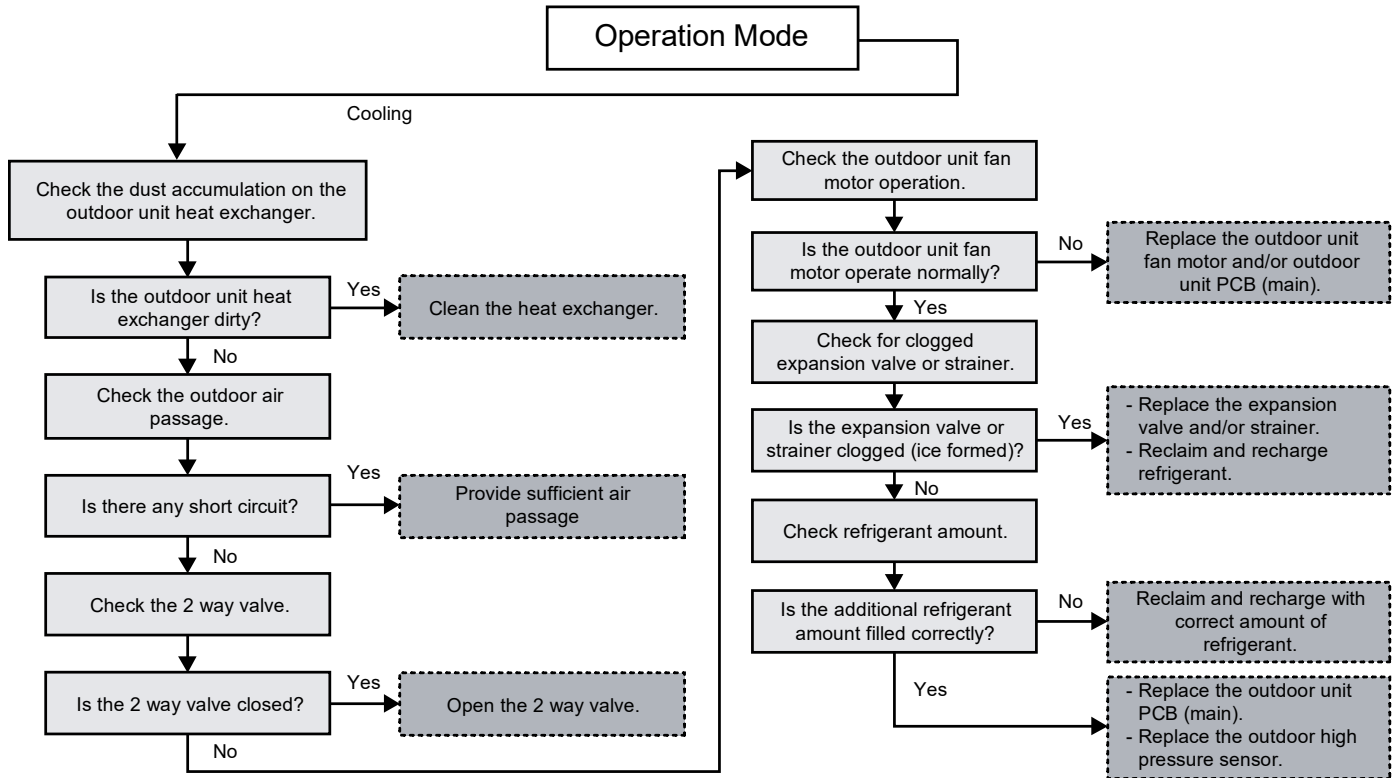 Operation Mode
Cooling
Check the dust accumulation on the
outdoor unit heat exchanger.
Is the outdoor unit heat
exchanger dirty?
Yes
Clean the heat exchanger.
No
Check the outdoor air
passage.
Is there any short circuit?
Yes
Provide sufficient air
passage
No
Check the 2 way valve.
Is the 2 way valve closed?
Yes
Open the 2 way valve.
No
Check the outdoor unit fan
motor operation.
Is the outdoor unit fan
motor operate normally?
No
Replace the outdoor unit
fan motor and/or outdoor
unit PCB (main).
Yes
Check for clogged
expansion valve or strainer.
Is the expansion valve or
strainer clogged (ice formed)?
Yes
- Replace the expansion
valve and/or strainer.
- Reclaim and recharge
refrigerant.
No
Check refrigerant amount.
Is the additional refrigerant
amount filled correctly?
No
Reclaim and recharge with
correct amount of
refrigerant.
Yes
- Replace the outdoor unit
PCB (main).
- Replace the outdoor high
pressure sensor.